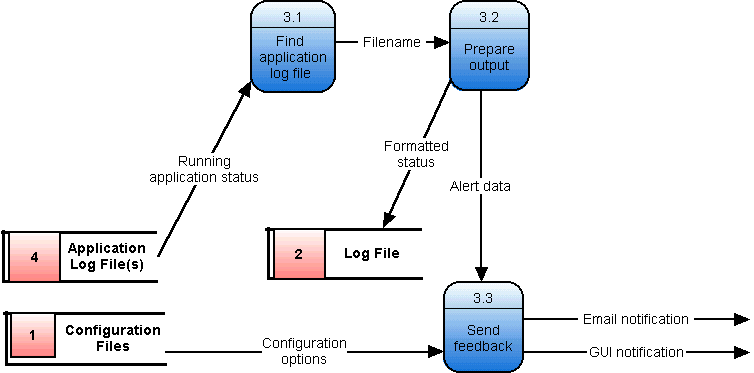 3.1
Find
application
log file
Filename
3.2
Prepare
output
Running
application status
Formatted
status
Alert data
4
Application
Log File(s)
2
Log File
1
Configuration
Files
Configuration
options
3.3
Send
feedback
Email notification
GUI notification